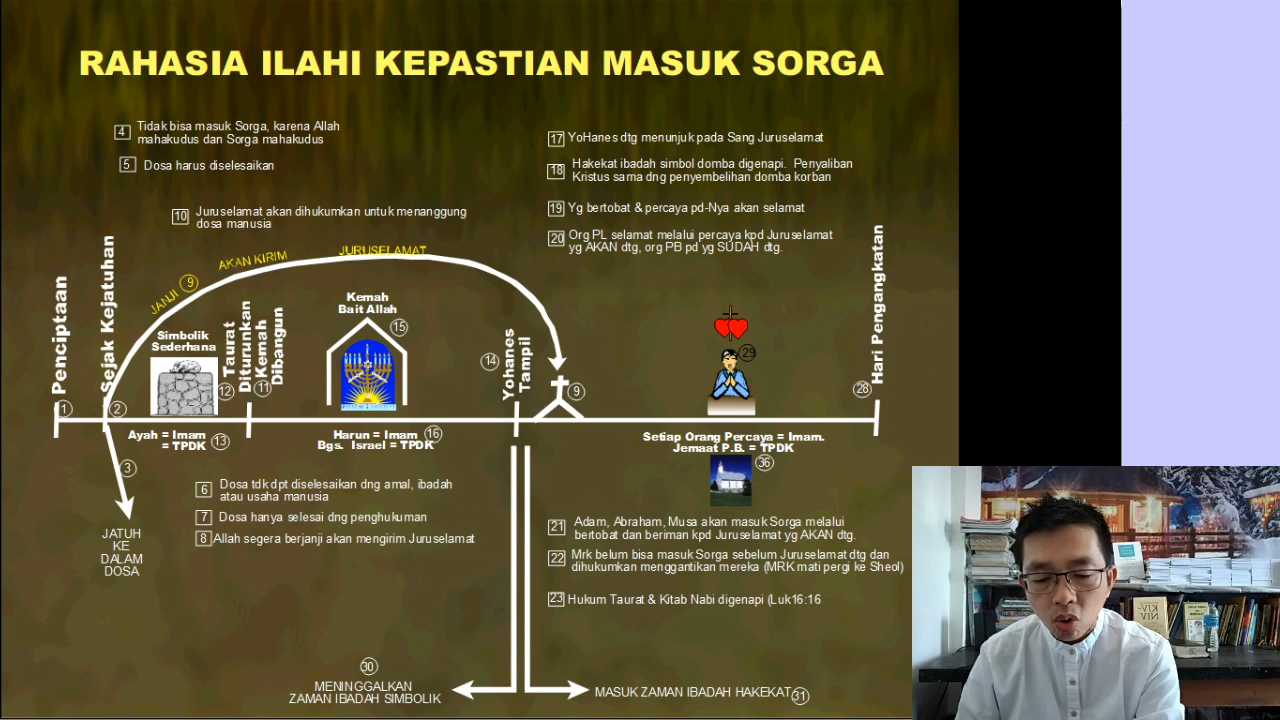 RAHASIA ILAHI KEPASTIAN MASUK SORGA
4 Tidak bisa masuk Sorga, karena Allah
mahakudus dan Sorga mahakudus
5 Dosa harus diselesaikan
10 Juruselamat akan dihukumkan untuk menanggung
dosa manusia
17 YoHanes dtg menunjuk pada Sang Juruselamat
18 Hakekat ibadah simbol domba digenapi. Penyaliban
Kristus sama dng penyembelihan domba korban
19 Yg bertobat & percaya pd-Nya akan selamat
20 Org PL selamat melalui percaya kpd Juruselamat
yg AKAN dtg, org PB pd yg SUDAH dtg.
JANJI 9 AKAN KIRIM JURUSELAMAT
Penciptaan
1
Sejak Kejatuhan
2
Simbolik
Sederhana
12
Taurat
Diturunkan
Kemah
Dibangun
11
Kemah
Bait Allah
15
14
Yohanes
Tampil
9
29
28
Hari Pengangkatan
Ayah = Imam
= TPDK
13
Harun = Imam 16
Bgs. Israel = TPDK
Setiap Orang Percaya = Imam.
Jemaat P.B. = TPDK
36
3
JATUH
KE
DALAM
DOSA
6 Dosa tdk dpt diselesaikan dng amal, ibadah
atau usaha manusia
7 Dosa hanya selesai dng penghukuman
8 Allah segera berjanji akan mengirim Juruselamat
21 Adam, Abraham, Musa akan masuk Sorga melalui
bertobat dan beriman kpd Juruselamat yg AKAN dtg.
22 Mrk belum bisa masuk Sorga sebelum Juruselamat dtg dan
dihukumkan menggantikan mereka (MRK mati pergi ke Sheol)
23 Hukum Taurat & Kitab Nabi digenapi (Luk16:16
30
MENINGGALKAN
ZAMAN IBADAH SIMBOLIK
MASUK ZAMAN IBADAH HAKEKAT 31
KJV-
NIV